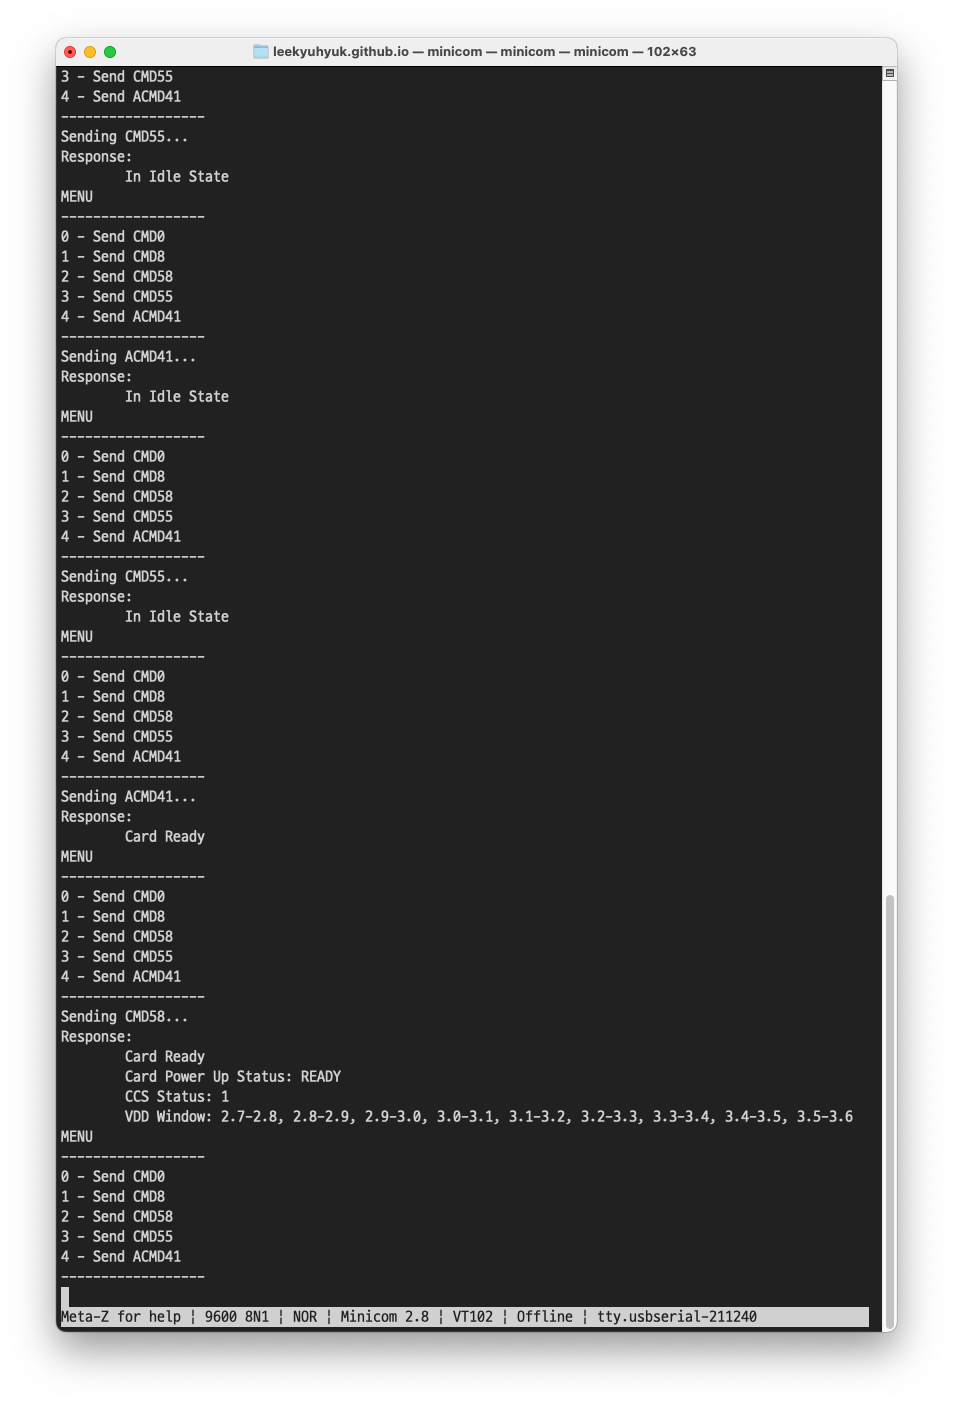 leekyuhyuk.github.io — minicom — minicom — minicom — 102×63
3 - Send CMD55
4 - Send ACMD41
------------------
Sending CMD55...
Response:
        In Idle State
MENU
------------------
0 - Send CMD0
1 - Send CMD8
2 - Send CMD58
3 - Send CMD55
4 - Send ACMD41
------------------
Sending ACMD41...
Response:
        In Idle State
MENU
------------------
0 - Send CMD0
1 - Send CMD8
2 - Send CMD58
3 - Send CMD55
4 - Send ACMD41
------------------
Sending CMD55...
Response:
        In Idle State
MENU
------------------
0 - Send CMD0
1 - Send CMD8
2 - Send CMD58
3 - Send CMD55
4 - Send ACMD41
------------------
Sending ACMD41...
Response:
        Card Ready
MENU
------------------
0 - Send CMD0
1 - Send CMD8
2 - Send CMD58
3 - Send CMD55
4 - Send ACMD41
------------------
Sending CMD58...
Response:
        Card Ready
        Card Power Up Status: READY
        CCS Status: 1
        VDD Window: 2.7-2.8, 2.8-2.9, 2.9-3.0, 3.0-3.1, 3.1-3.2, 3.2-3.3, 3.3-3.4, 3.4-3.5, 3.5-3.6
MENU
------------------
0 - Send CMD0
1 - Send CMD8
2 - Send CMD58
3 - Send CMD55
4 - Send ACMD41
------------------
Meta-Z for help ¦ 9600 8N1 ¦ NOR ¦ Minicom 2.8 ¦ VT102 ¦ Offline ¦ tty.usbserial-211240